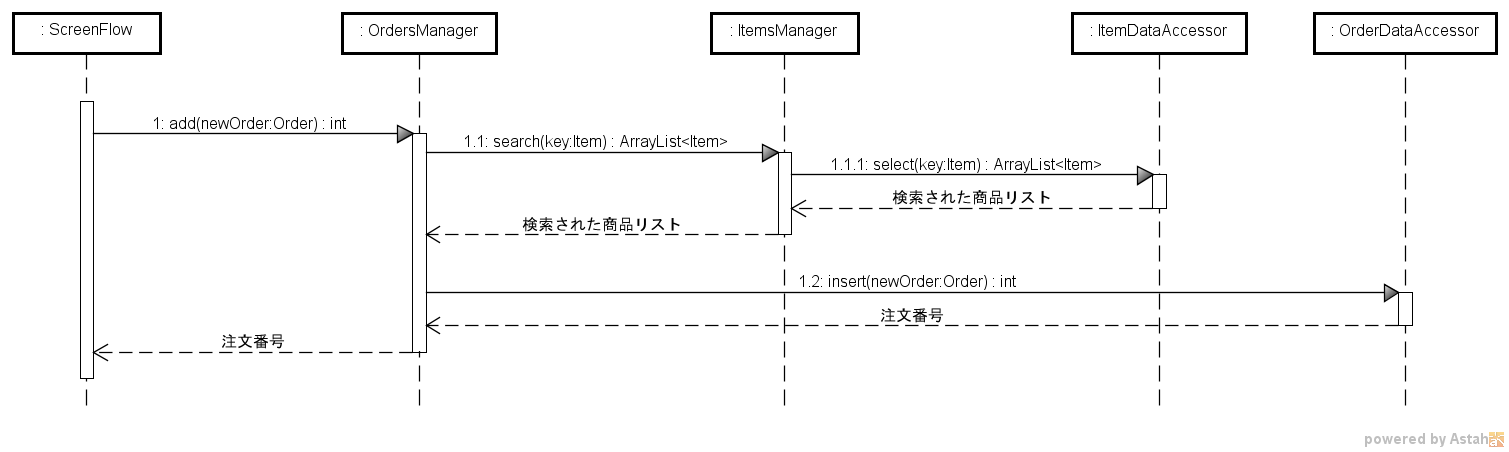 : ScreenFlow
: OrdersManager
: ItemsManager
: ItemDataAccessor
: OrderDataAccessor
1: add(newOrder:Order) : int
1.1: search(key:Item) : ArrayList<Item>
1.1.1: select(key:Item) : ArrayList<Item>
検索された商品リスト
検索された商品リスト
1.2: insert(newOrder:Order) : int
注文番号
注文番号
powered by Astah